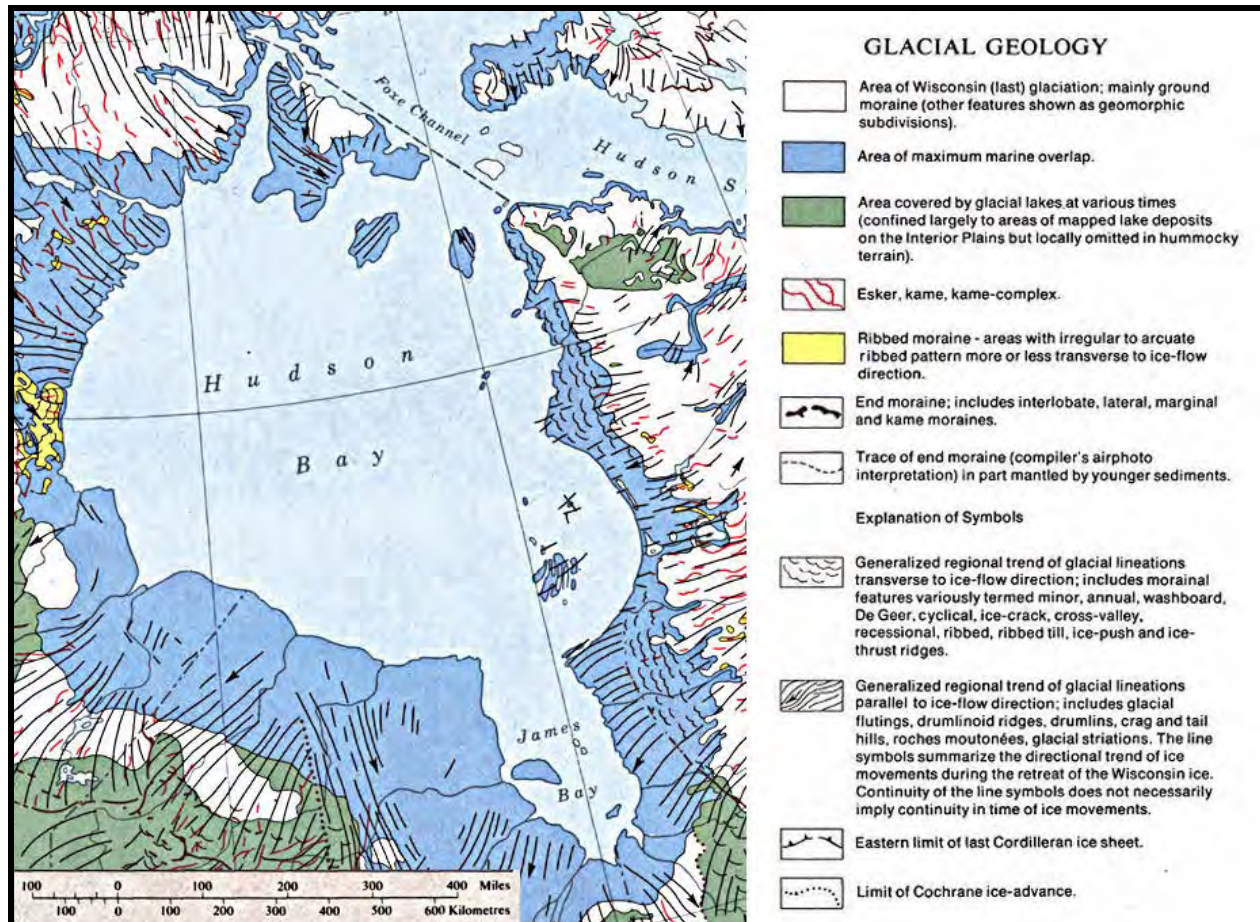 Foxe Channel
Hudson S
Hudson
Bay
James
Bay
100 0 100 200 300 400 Miles
100 0 100 200 300 400 500 600 Kilometres
GLACIAL GEOLOGY
Area of Wisconsin (last) glaciation; mainly ground
moraine (other features shown as geomorphic
subdivisions).
Area of maximum marine overlap.
Area covered by glacial lakes at various times
(confined largely to areas of mapped lake deposits
on the Interior Plains but locally omitted in hummocky
terrain).
Esker, kame, kame-complex.
Ribbed moraine - areas with irregular to arcuate
ribbed pattern more or less transverse to ice-flow
direction.
End moraine; includes interlobate, lateral, marginal
and kame moraines.
Trace of end moraine (compiler's airphoto
interpretation) in part mantled by younger sediments.
Explanation of Symbols
Generalized regional trend of glacial lineations
transverse to ice-flow direction; includes morainal
features variously termed minor, annual, washboard,
De Geer, cyclical, ice-crack, cross-valley,
recessional, ribbed, ribbed till, ice-push and ice-
thrust ridges.
Generalized regional trend of glacial lineations
parallel to ice-flow direction; includes glacial
flutings, drumlinoid ridges, drumlins, crag and tail
hills, roches moutonées, glacial striations. The line
symbols summarize the directional trend of ice
movements during the retreat of the Wisconsin ice.
Continuity of the line symbols does not necessarily
imply continuity in time of ice movements.
Eastern limit of last Cordilleran ice sheet.
Limit of Cochrane ice-advance.